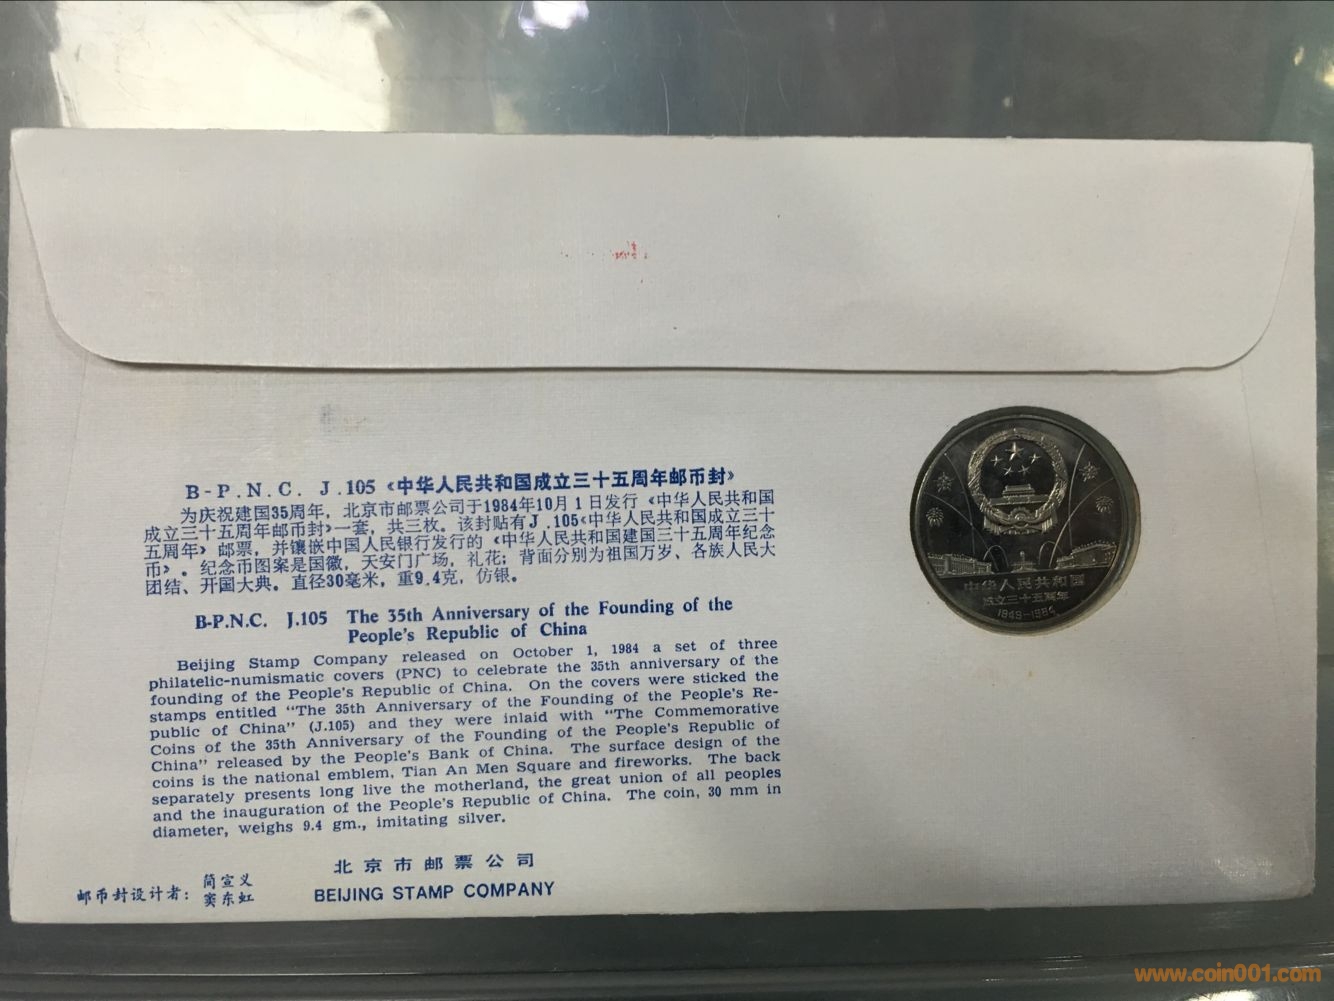 B-P.N.C. J.105《中华人民共和国成立三十五周年邮币封》
为庆祝建国35周年，北京市邮票公司于1984年10月1日发行《中华人民共和国
成立三十五周年邮币封》一套，共三枚。该封贴有J.105《中华人民共和国成立三十
五周年》邮票，并镶嵌中国人民银行发行的《中华人民共和国建国三十五周年纪念
币》。纪念币图案是国徽，天安门广场，礼花；背面分别为祖国万岁、各族人民大
团结、开国大典。直径30毫米，重9.4克，仿银。
B-P.N.C. J.105 The 35th Anniversary of the Founding of the
People's Republic of China
Beijing Stamp Company released on October 1, 1984 a set of three
philatelic-numismatic covers (PNC) to celebrate the 35th anniversary of the
founding of the People's Republic of China. On the covers were sticked the
stamps entitled "The 35th Anniversary of the Founding of the People's Re-
public of China" (J.105) and they were inlaid with "The Commemorative
Coins of the 35th Anniversary of the Founding of the People's Republic of
China" released by the People's Bank of China. The surface design of the
coins is the national emblem, Tian An Men Square and fireworks. The back
separately presents long live the motherland, the great union of all peoples
and the inauguration of the People's Republic of China. The coin, 30 mm in
diameter, weighs 9.4 gm., imitating silver.
北京市邮票公司
BEIJING STAMP COMPANY
邮币封设计者：简宣义
窦东虹
中华人民共和国
成立三十五周年
1949-1984
www.coin001.com